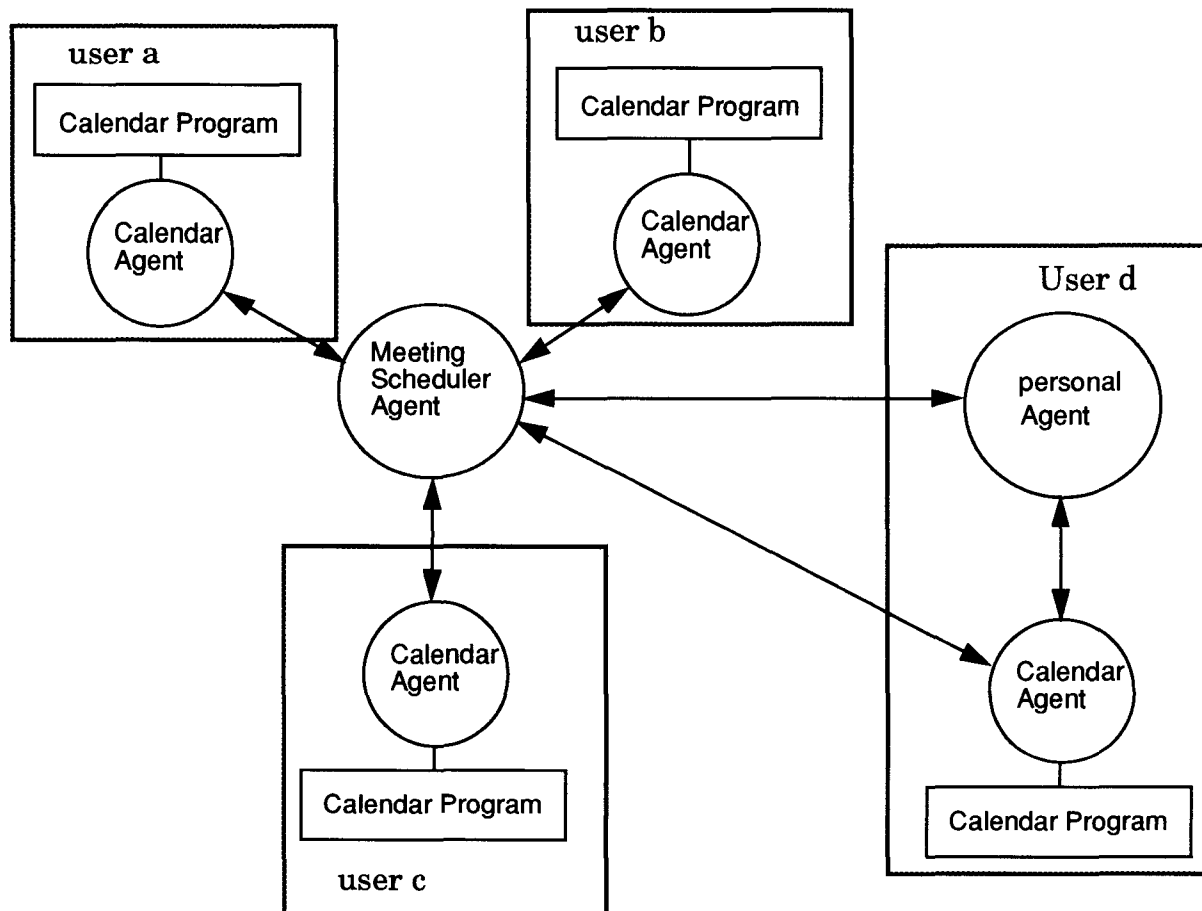 user a
Calendar Program
Calendar
Agent
user b
Calendar Program
Calendar
Agent
Meeting
Scheduler
Agent
User d
personal
Agent
Calendar
Agent
Calendar Program
Calendar
Agent
Calendar Program
user c